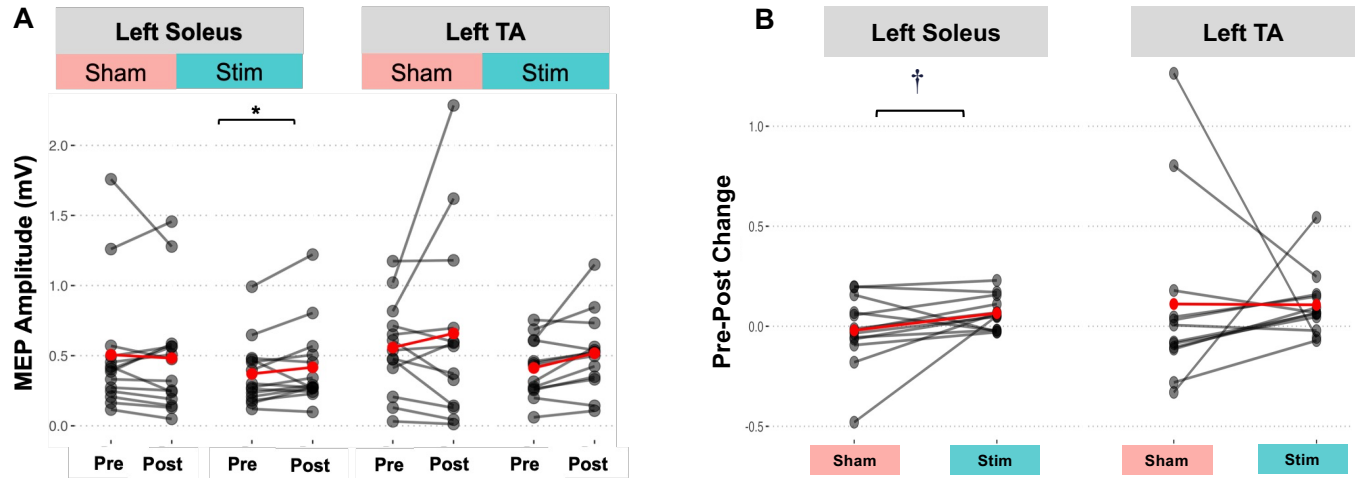 A
Left Soleus
Left TA
Sham
Stim
Sham
Stim
*
MEP Amplitude (mV)
2.0
1.5
1.0
0.5
0.0
Pre
Post
Pre
Post
Pre
Post
Pre
Post
B
Left Soleus
Left TA
†
Pre-Post Change
1.0
0.5
0.0
-0.5
Sham
Stim
Sham
Stim